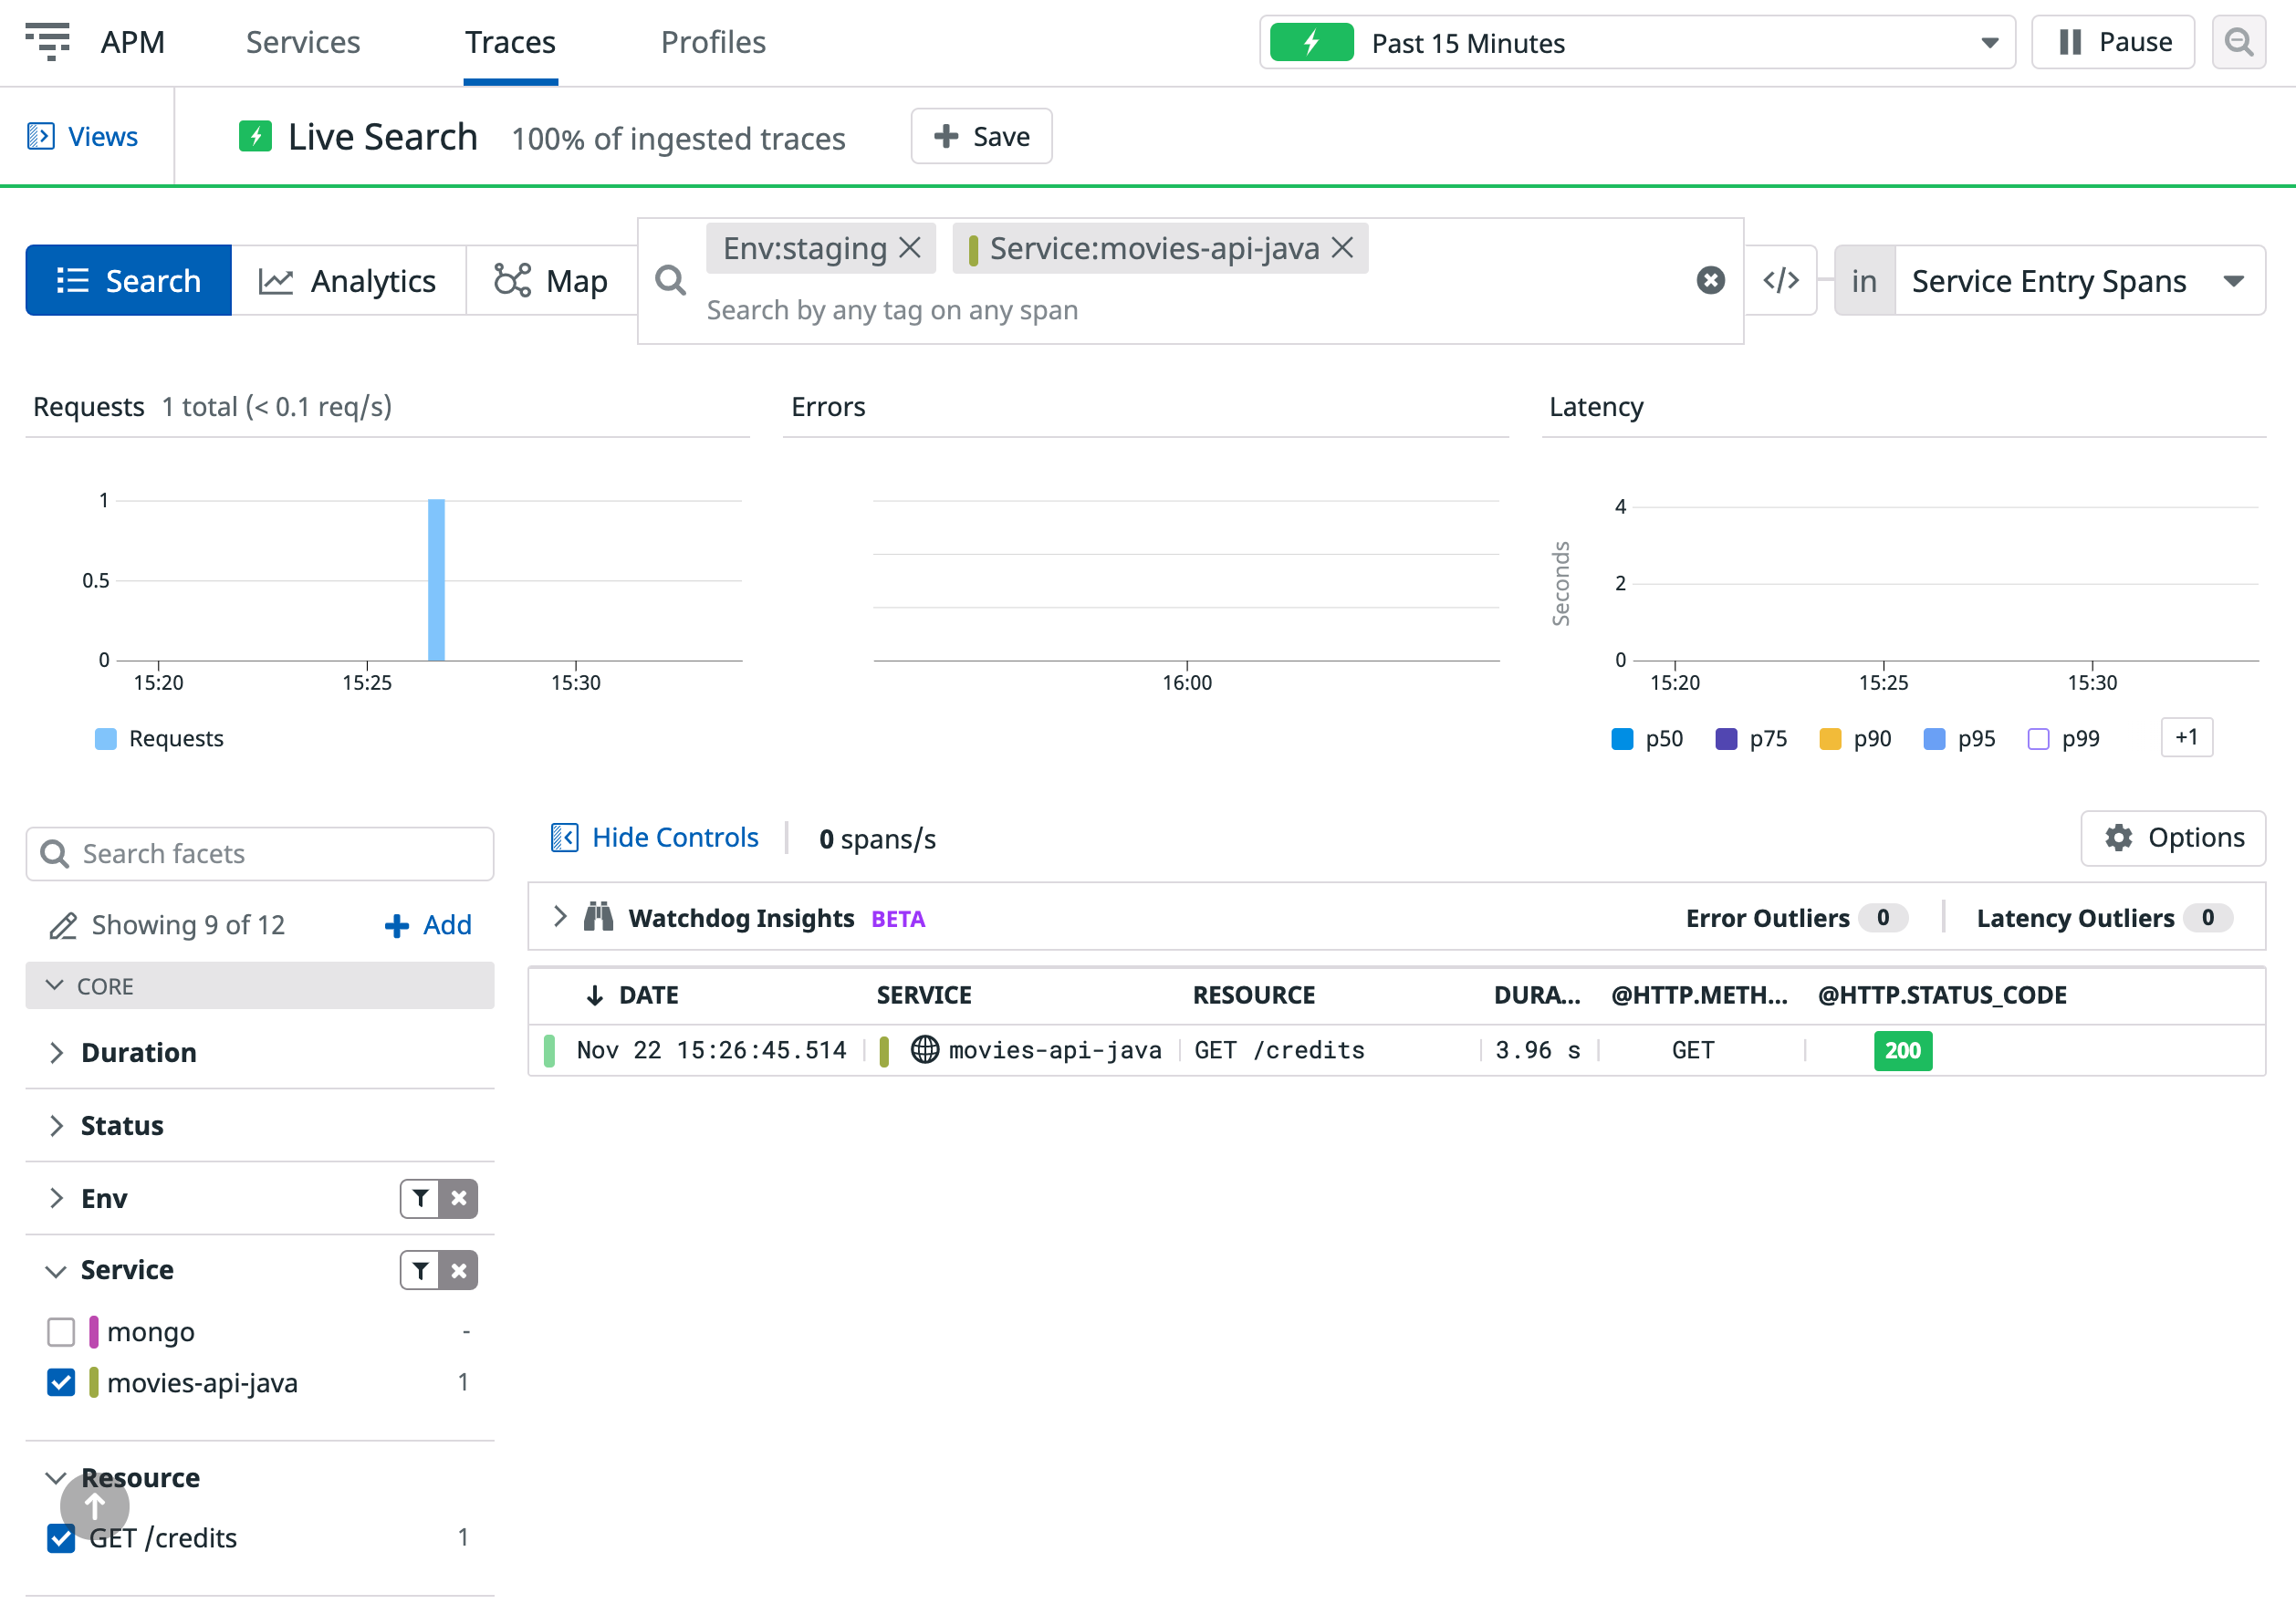 APM Services Traces Profiles Past 15 Minutes Pause
Views Live Search 100% of ingested traces Save
Env:staging Service:movies-api-java
Search Analytics Map Search by any tag on any span </> in Service Entry Spans
Requests 1 total (< 0.1 req/s)
1
0.5
0
15:20 15:25 15:30
Requests
Errors
16:00
Latency
Seconds
4
2
0
15:20 15:25 15:30
p50 p75 p90 p95 p99 +1
Search facets
Showing 9 of 12 Add
CORE
Duration
Status
Env
Service
mongo -
movies-api-java 1
Resource
GET /credits 1
Hide Controls 0 spans/s Options
Watchdog Insights BETA Error Outliers 0 Latency Outliers 0
DATE SERVICE RESOURCE DURA... @HTTP.METH... @HTTP.STATUS_CODE
Nov 22 15:26:45.514 movies-api-java GET /credits 3.96 s GET 200